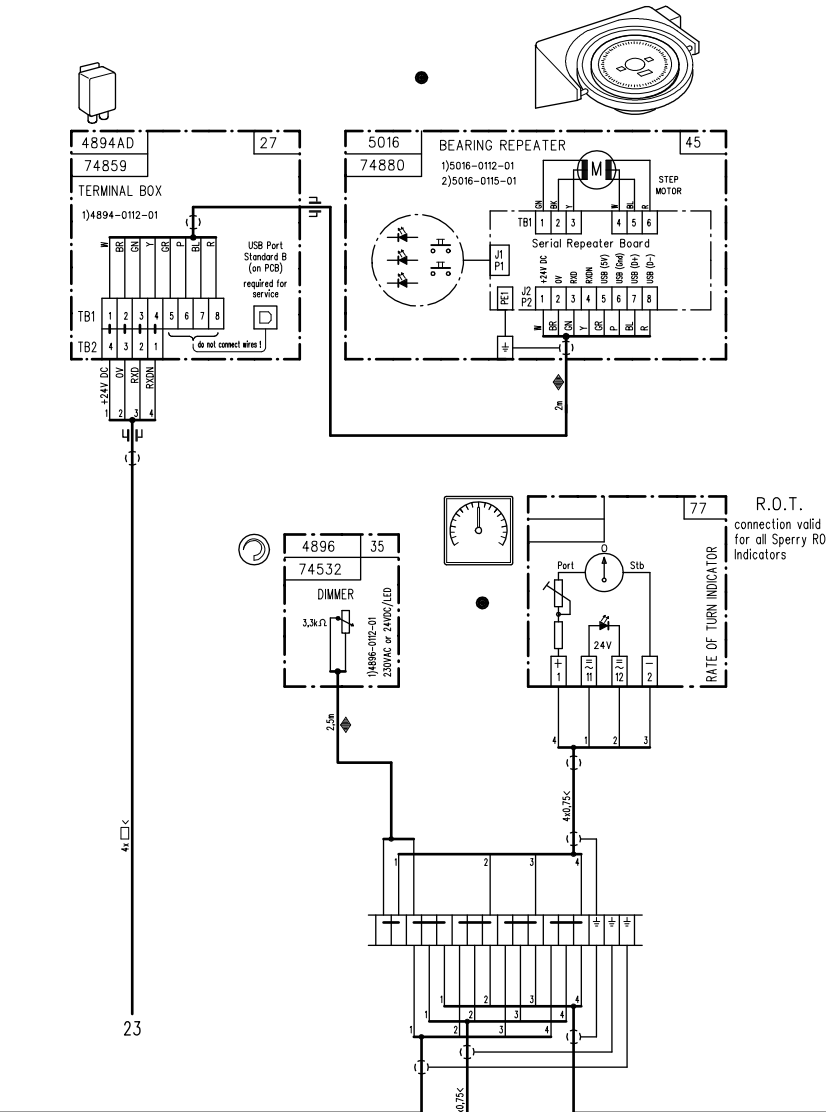 4894AD 27
74859
TERMINAL BOX
1)4894-0112-01
W BR GN Y GR P BL R
USB Port
Standard B
(on PCB)
required for
service
TB1 1 2 3 4 5 6 7 8
TB2 4 3 2 1
do not connect wires !
+24V DC 0V RXD RXDN
1 2 3 4
4x <
23
5016 BEARING REPEATER 45
74880
1)5016-0112-01
2)5016-0115-01
M
STEP
MOTOR
GN BK Y W BL R
TB1 1 2 3 4 5 6
Serial Repeater Board
J1
P1
+24V DC 0V RXD RXDN USB (5V) USB (Gnd) USB (D+) USB (D-)
PE1
J2
P2
1 2 3 4 5 6 7 8
W BR GN Y GR P BL R
2m
4896 35
74532
DIMMER
3,3kΩ
1)4896-0112-01
230VAC or 24VDC/LED
2,5m
77
R.O.T.
connection valid
for all Sperry RO
Indicators
RATE OF TURN INDICATOR
0
Port Stb
24V
+ ~ = ~ = −
1 11 12 2
4 1 2 3
4x0,75<
1 2 3 4
1 2 3 4
1 2 3 4
1 2 3 4
x0,75<